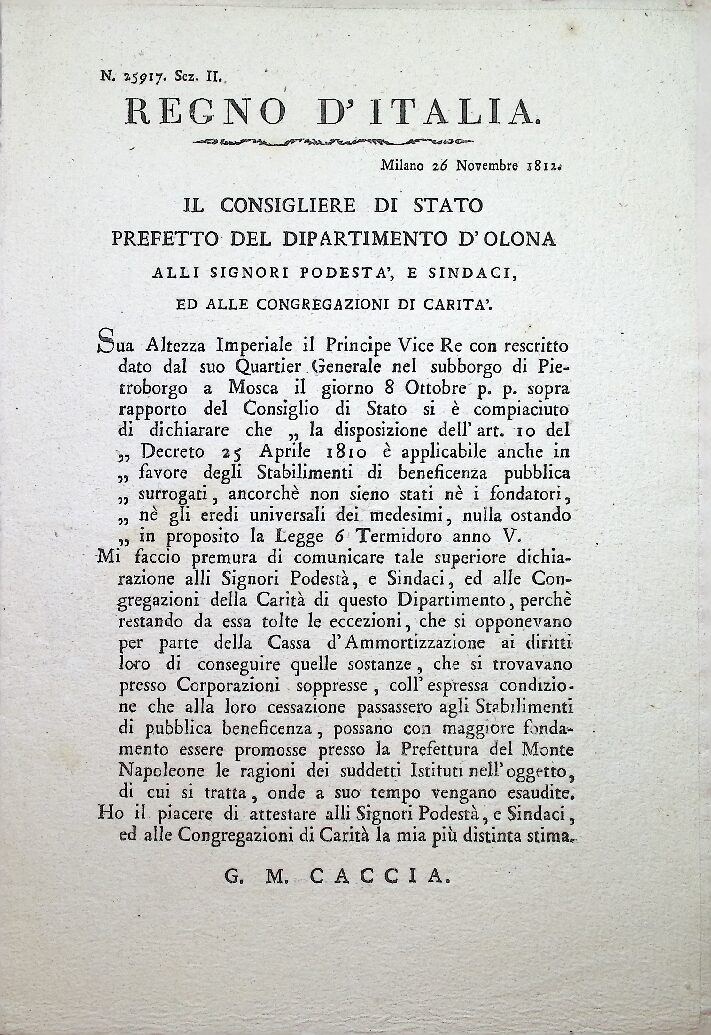 N. 25917. Sez. II.
REGNO D' ITALIA.
Milano 26 Novembre 1812.
IL CONSIGLIERE DI STATO
PREFETTO DEL DIPARTIMENTO D' OLONA
ALLI SIGNORI PODESTA', E SINDACI,
ED ALLE CONGREGAZIONI DI CARITA'.
Sua Altezza Imperiale il Principe Vice Re con rescritto
dato dal suo Quartier Generale nel subborgo di Pie-
troborgo a Mosca il giorno 8 Ottobre p. p. sopra
rapporto del Consiglio di Stato si è compiaciuto
di dichiarare che „ la disposizione dell' art. 10 del
„ Decreto 25 Aprile 1810 è applicabile anche in
„ favore degli Stabilimenti di beneficenza pubblica
„ surrogati, ancorchè non sieno stati nè i fondatori,
„ nè gli eredi universali dei medesimi, nulla ostando
„ in proposito la Legge 6 Termidoro anno V.
Mi faccio premura di comunicare tale superiore dichia-
razione alli Signori Podestà, e Sindaci, ed alle Con-
gregazioni della Carità di questo Dipartimento, perchè
restando da essa tolte le eccezioni, che si opponevano
per parte della Cassa d'Ammortizzazione ai diritti
loro di conseguire quelle sostanze, che si trovavano
presso Corporazioni soppresse, coll' espressa condizio-
ne che alla loro cessazione passassero agli Stabilimenti
di pubblica beneficenza, possano con maggiore fonda-
mento essere promosse presso la Prefettura del Monte
Napoleone le ragioni dei suddetti Istituti nell' oggetto,
di cui si tratta, onde a suo tempo vengano esaudite.
Ho il piacere di attestare alli Signori Podestà, e Sindaci,
ed alle Congregazioni di Carità la mia più distinta stima.
G. M. CACCIA.